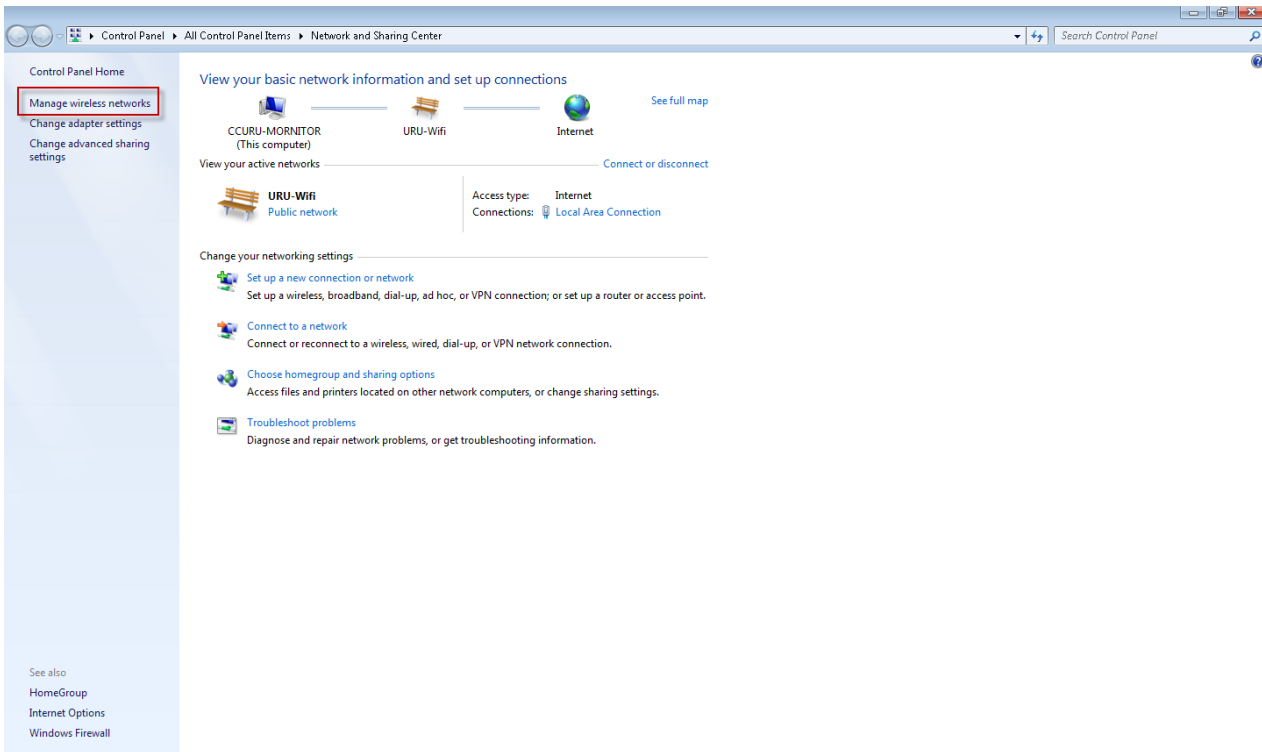 Control Panel ▸ All Control Panel Items ▸ Network and Sharing Center
Search Control Panel
Control Panel Home
Manage wireless networks
Change adapter settings
Change advanced sharing
settings
View your basic network information and set up connections
See full map
CCURU-MORNITOR
(This computer)
URU-Wifi
Internet
View your active networks
Connect or disconnect
URU-Wifi
Public network
Access type: Internet
Connections: Local Area Connection
Change your networking settings
Set up a new connection or network
Set up a wireless, broadband, dial-up, ad hoc, or VPN connection; or set up a router or access point.
Connect to a network
Connect or reconnect to a wireless, wired, dial-up, or VPN network connection.
Choose homegroup and sharing options
Access files and printers located on other network computers, or change sharing settings.
Troubleshoot problems
Diagnose and repair network problems, or get troubleshooting information.
See also
HomeGroup
Internet Options
Windows Firewall